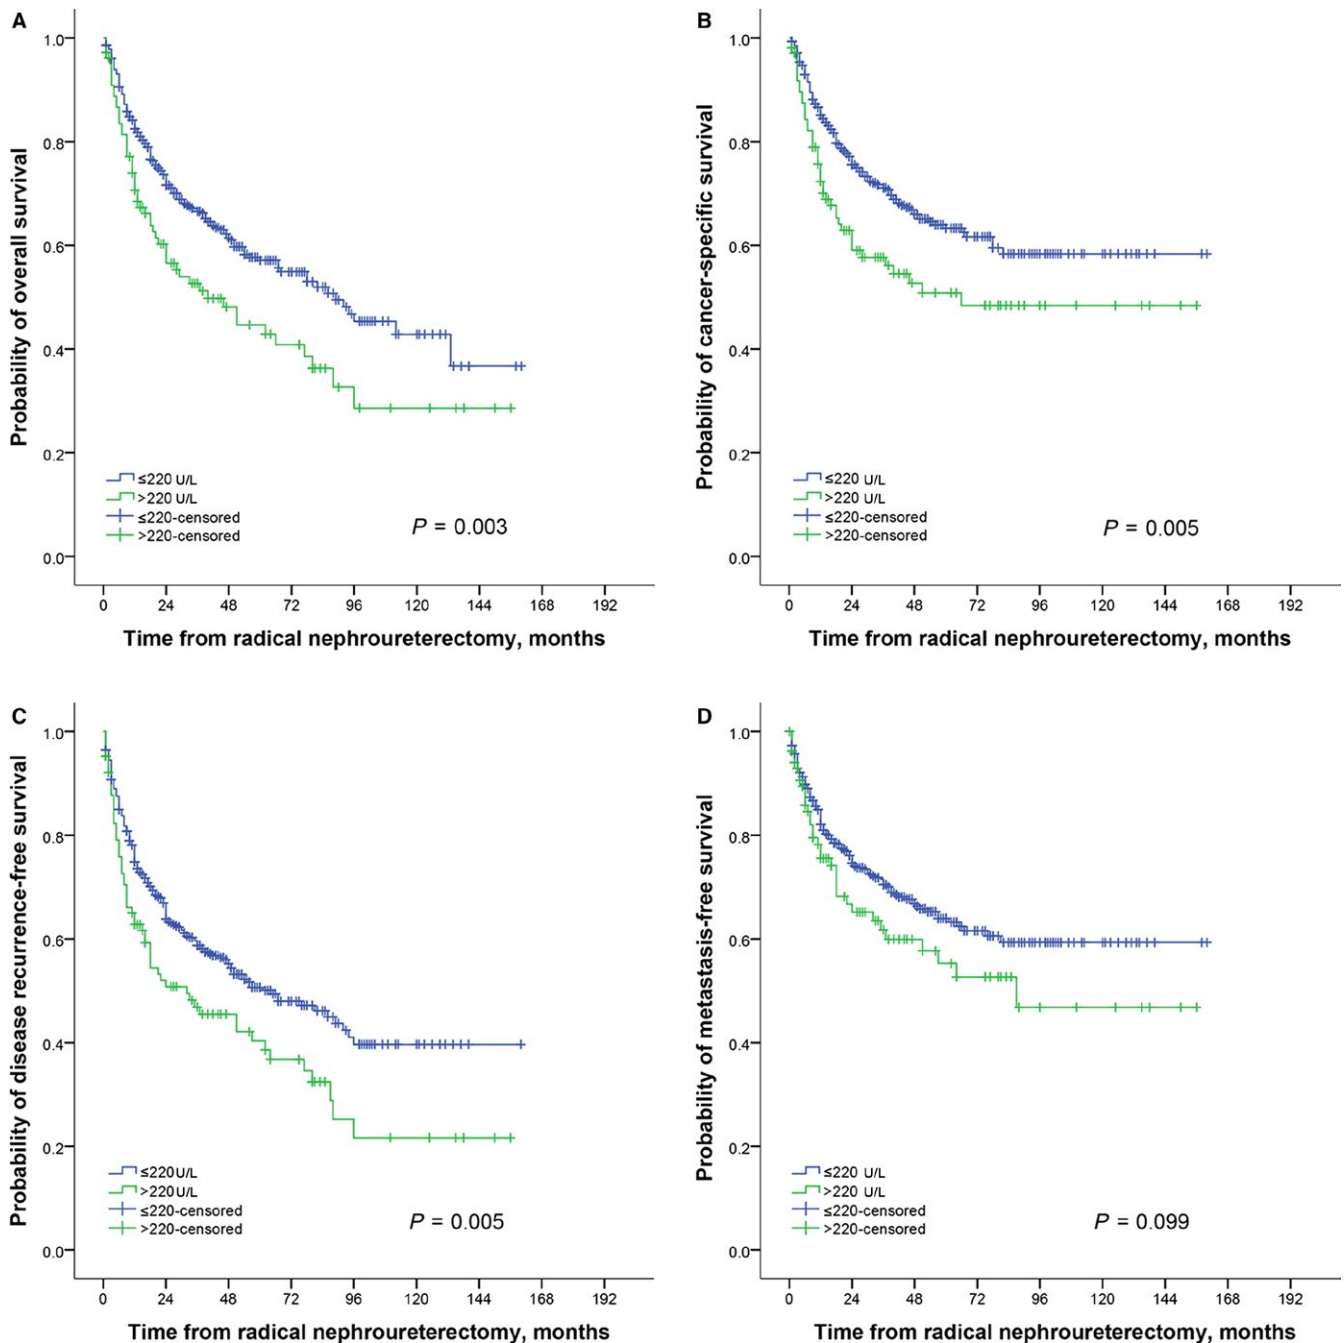 A
Probability of overall survival
1.0
0.8
0.6
0.4
0.2
0.0
≤220 U/L
>220 U/L
≤220-censored
>220-censored
P = 0.003
0 24 48 72 96 120 144 168 192
Time from radical nephroureterectomy, months
B
Probability of cancer-specific survival
1.0
0.8
0.6
0.4
0.2
0.0
≤220 U/L
>220 U/L
≤220-censored
>220-censored
P = 0.005
0 24 48 72 96 120 144 168 192
Time from radical nephroureterectomy, months
C
Probability of disease recurrence-free survival
1.0
0.8
0.6
0.4
0.2
0.0
≤220 U/L
>220 U/L
≤220-censored
>220-censored
P = 0.005
0 24 48 72 96 120 144 168 192
Time from radical nephroureterectomy, months
D
Probability of metastasis-free survival
1.0
0.8
0.6
0.4
0.2
0.0
≤220 U/L
>220 U/L
≤220-censored
>220-censored
P = 0.099
0 24 48 72 96 120 144 168 192
Time from radical nephroureterectomy, months